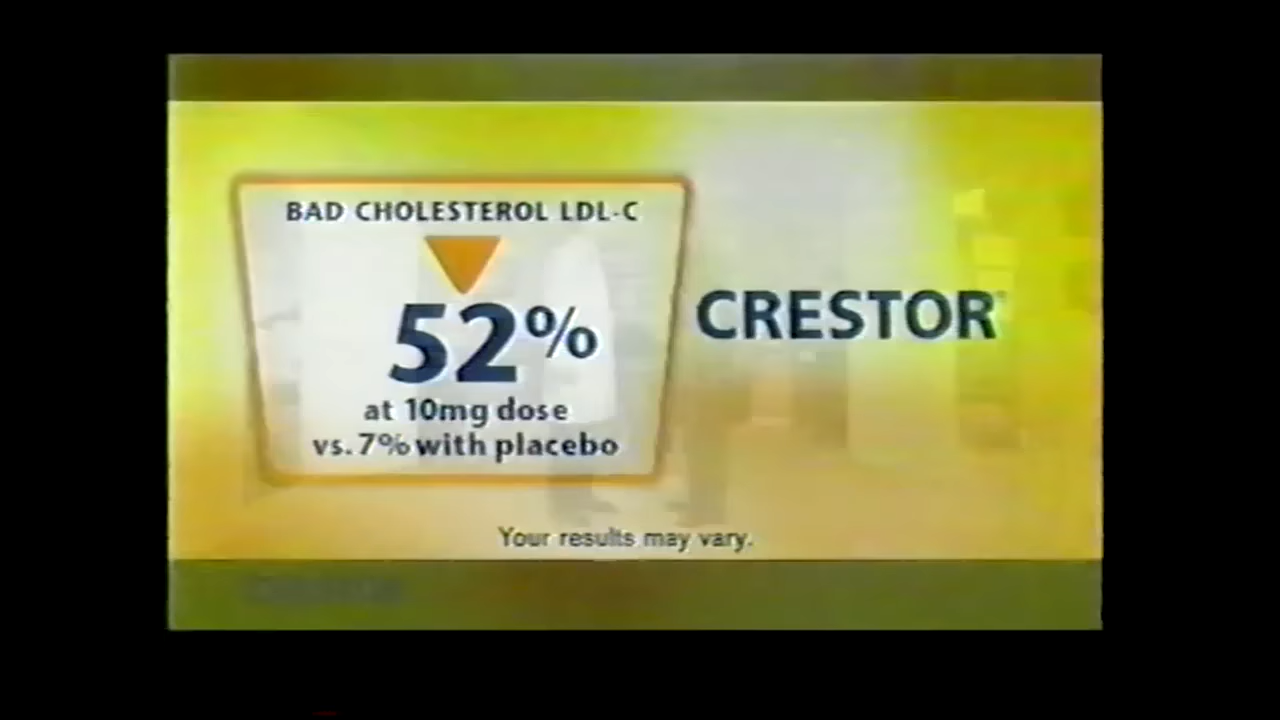 BAD CHOLESTEROL LDL-C
52%
at 10mg dose
vs. 7% with placebo
CRESTOR
Your results may vary.